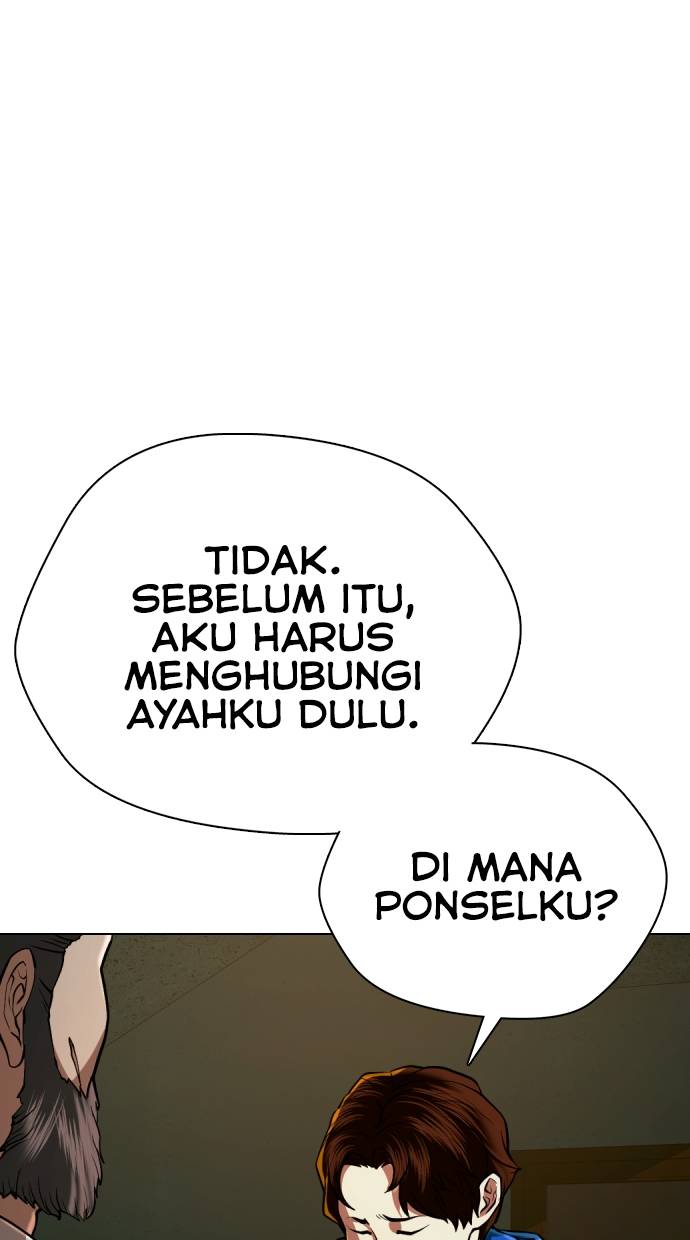 TIDAK.
SEBELUM ITU,
AKU HARUS
MENGHUBUNGI
AYAHKU DULU.
DI MANA
PONSELKU?